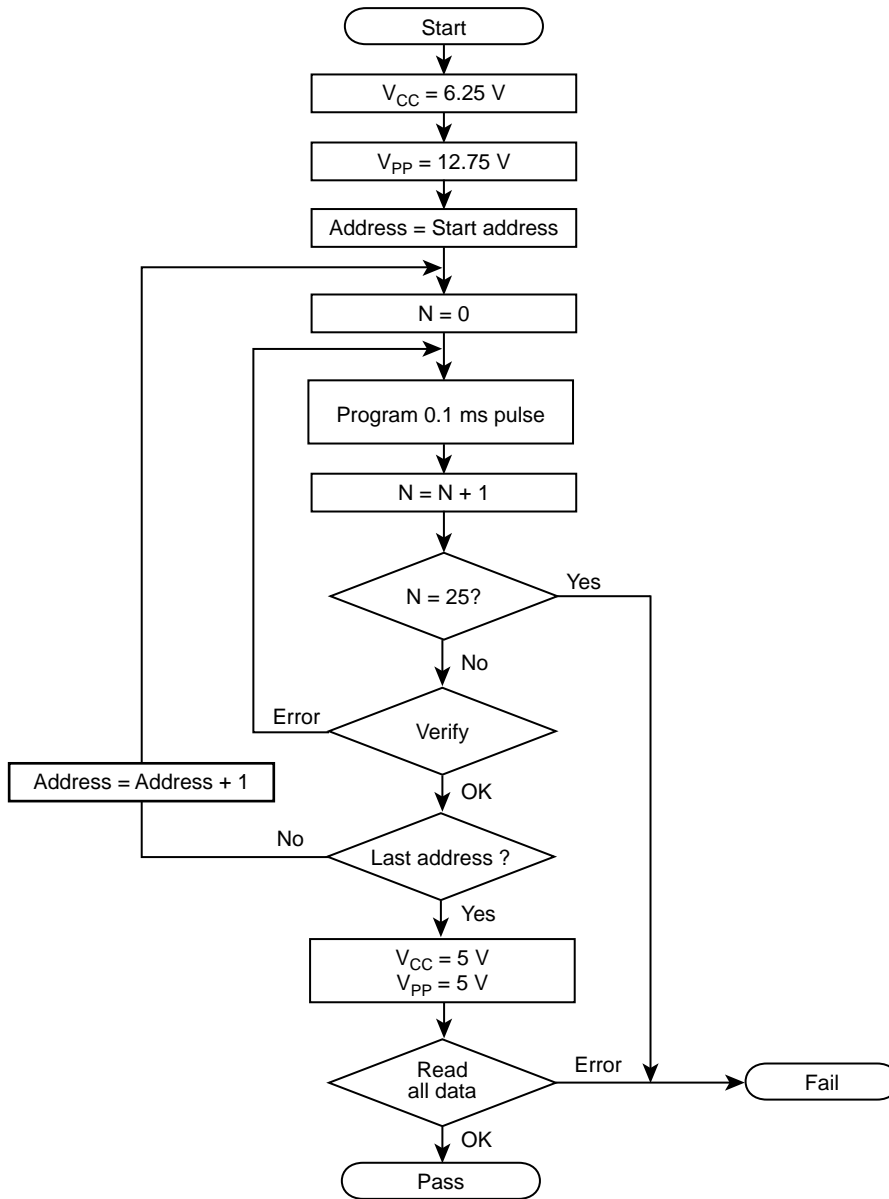 Start
V_CC = 6.25 V
V_PP = 12.75 V
Address = Start address
N = 0
Program 0.1 ms pulse
N = N + 1
N = 25?
Yes
No
Error
Verify
OK
Address = Address + 1
No
Last address ?
Yes
V_CC = 5 V
V_PP = 5 V
Read
all data
Error
Fail
OK
Pass